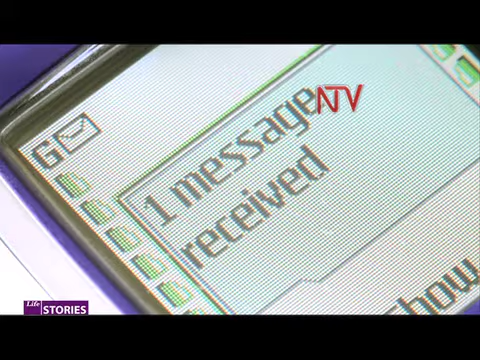 G
1 message
received
show
NTV
Life
STORIES